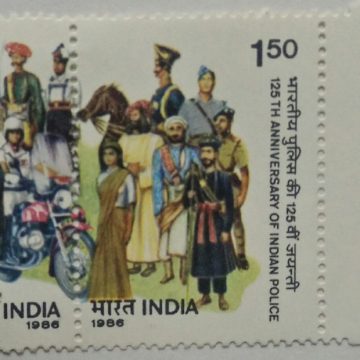 1.50
भारतीय पुलिस की 125 वीं जयन्ती
125 TH ANNIVERSARY OF INDIAN POLICE
INDIA
1986
भारत INDIA
1986